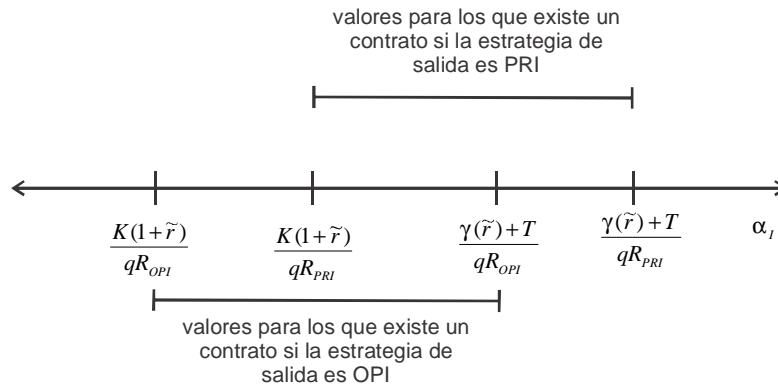 valores para los que existe un
contrato si la estrategia de
salida es PRI
K(1+r̃)/qR_OPI
K(1+r̃)/qR_PRI
γ(r̃)+T/qR_OPI
γ(r̃)+T/qR_PRI
α_I
valores para los que existe un
contrato si la estrategia de
salida es OPI